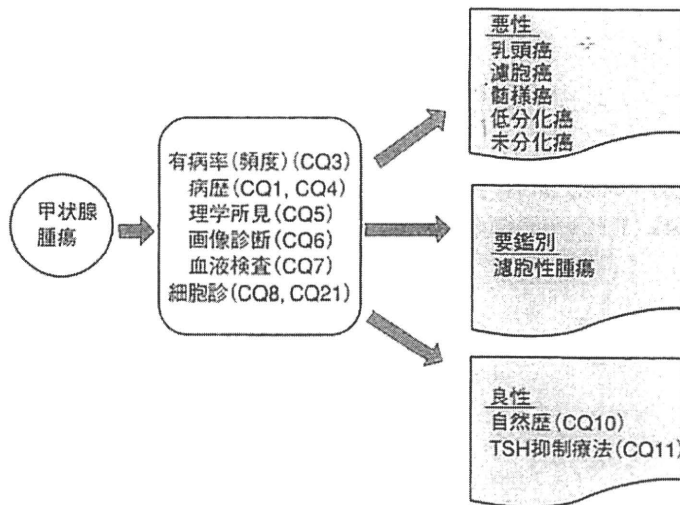 甲状腺
腫瘍
有病率(頻度)(CQ3)
病歴(CQ1, CQ4)
理学所見(CQ5)
画像診断(CQ6)
血液検査(CQ7)
細胞診(CQ8, CQ21)
悪性
乳頭癌
濾胞癌
髄様癌
低分化癌
未分化癌
要鑑別
濾胞性腫瘍
良性
自然歴(CQ10)
TSH抑制療法(CQ11)